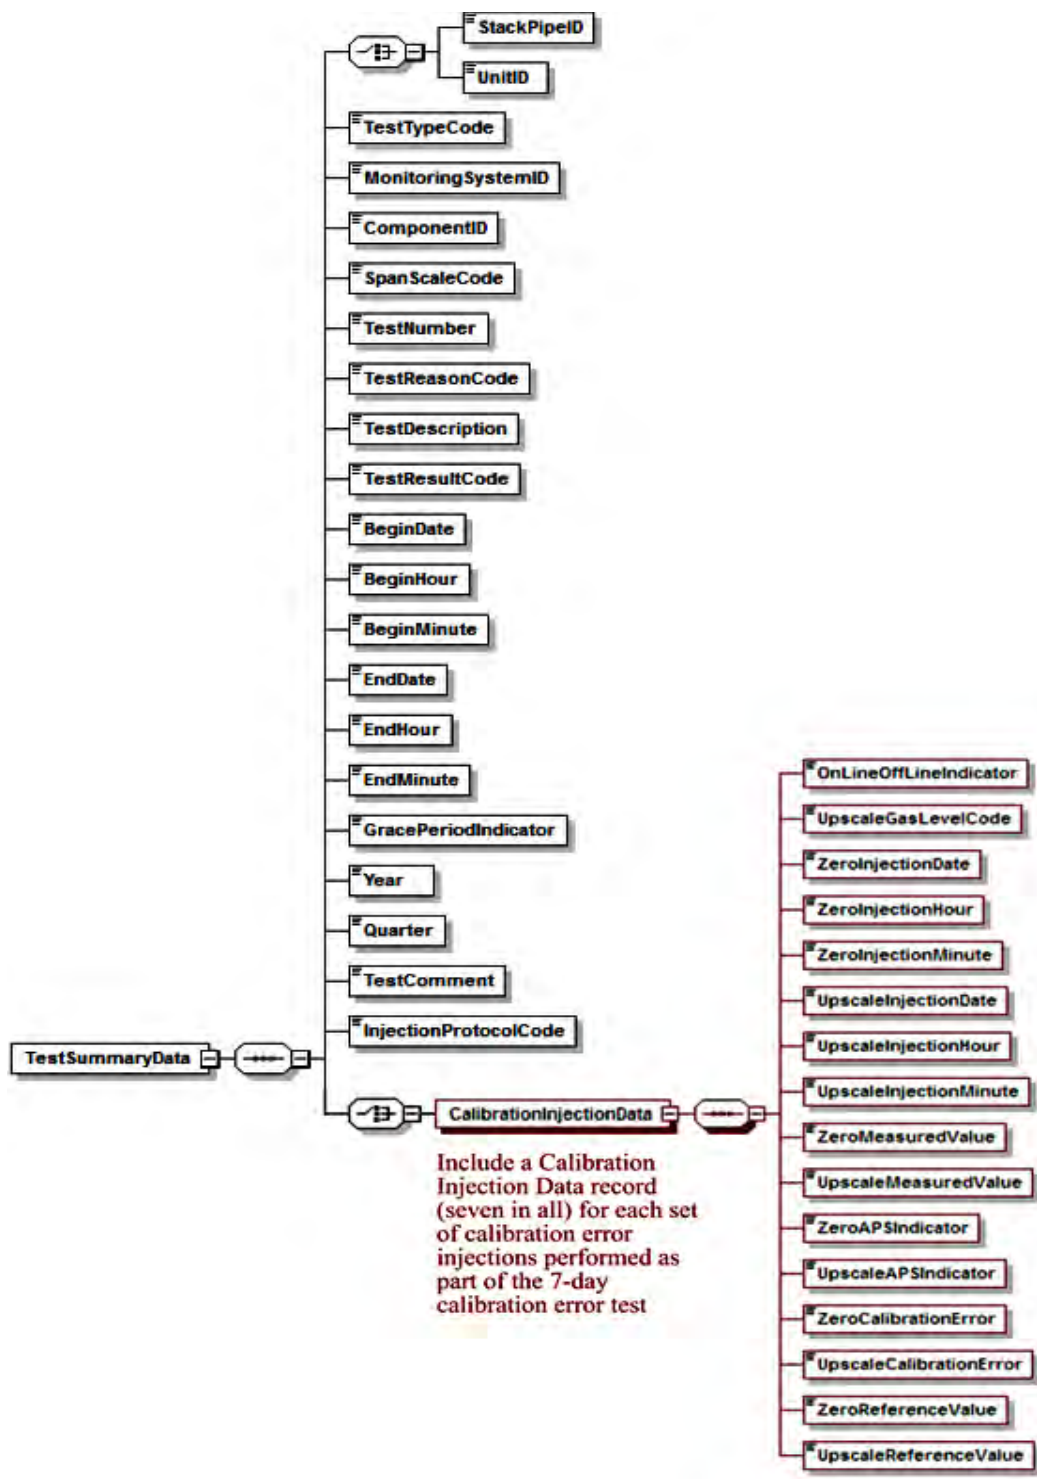 StackPipeID
UnitID
TestTypeCode
MonitoringSystemID
ComponentID
SpanScaleCode
TestNumber
TestReasonCode
TestDescription
TestResultCode
BeginDate
BeginHour
BeginMinute
EndDate
EndHour
EndMinute
GracePeriodIndicator
Year
Quarter
TestComment
InjectionProtocolCode
TestSummaryData
CalibrationInjectionData
Include a Calibration
Injection Data record
(seven in all) for each set
of calibration error
injections performed as
part of the 7-day
calibration error test
OnLineOffLineIndicator
UpscaleGasLevelCode
ZeroInjectionDate
ZeroInjectionHour
ZeroInjectionMinute
UpscaleInjectionDate
UpscaleInjectionHour
UpscaleInjectionMinute
ZeroMeasuredValue
UpscaleMeasuredValue
ZeroAPSIndicator
UpscaleAPSIndicator
ZeroCalibrationError
UpscaleCalibrationError
ZeroReferenceValue
UpscaleReferenceValue